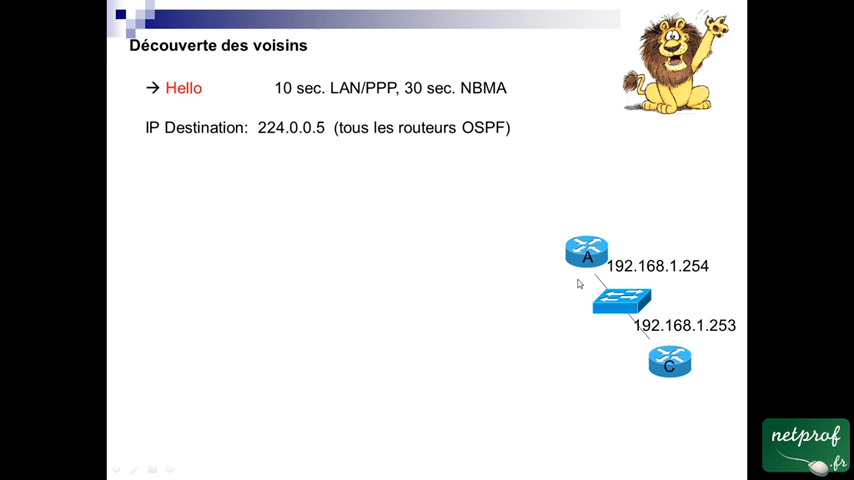 Découverte des voisins
→ Hello 10 sec. LAN/PPP, 30 sec. NBMA
IP Destination: 224.0.0.5 (tous les routeurs OSPF)
A
192.168.1.254
192.168.1.253
C
netprof
.fr